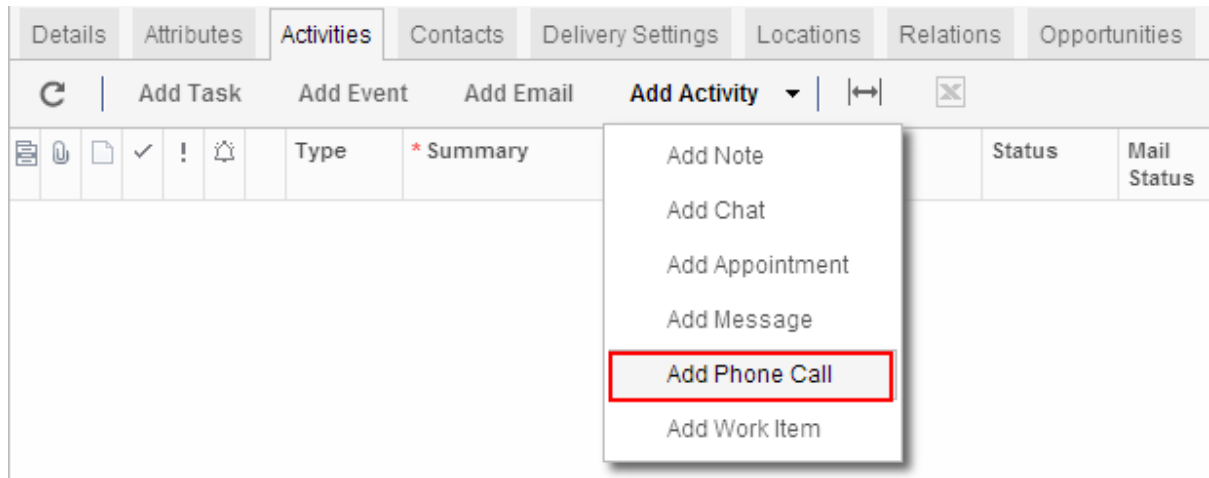 Details Attributes Activities Contacts Delivery Settings Locations Relations Opportunities
Add Task Add Event Add Email Add Activity
Type * Summary Status Mail
Status
Add Note
Add Chat
Add Appointment
Add Message
Add Phone Call
Add Work Item